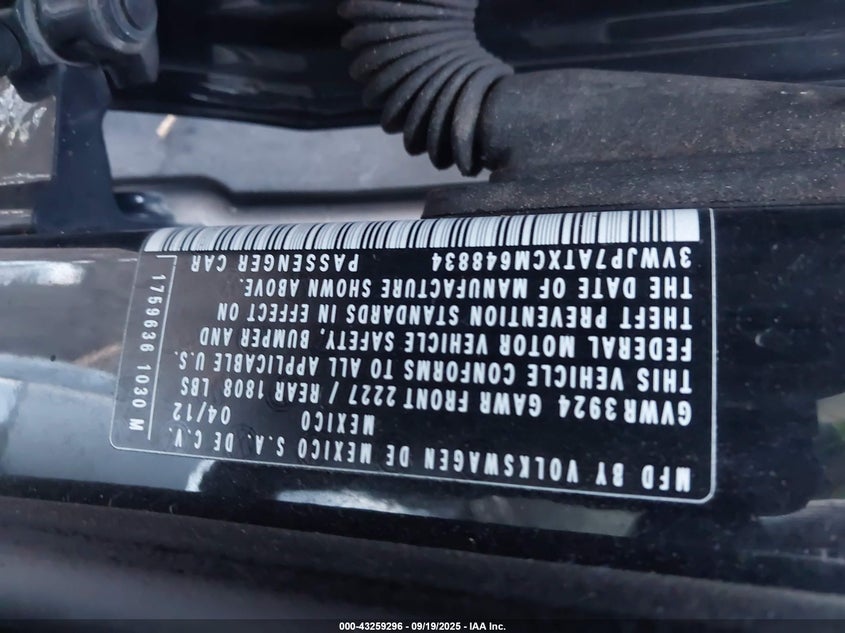 MFD BY VOLKSWAGEN DE MEXICO S.A. DE C.V.
MEXICO 04/12
GVWR 3924 GAWR FRONT 2227 / REAR 1808 LBS
THIS VEHICLE CONFORMS TO ALL APPLICABLE U.S.
FEDERAL MOTOR VEHICLE SAFETY, BUMPER AND
THEFT PREVENTION STANDARDS IN EFFECT ON
THE DATE OF MANUFACTURE SHOWN ABOVE.
3VWJP7ATXCM648834 PASSENGER CAR
1759636 1030 M
000-43259296 - 09/19/2025 - IAA Inc.